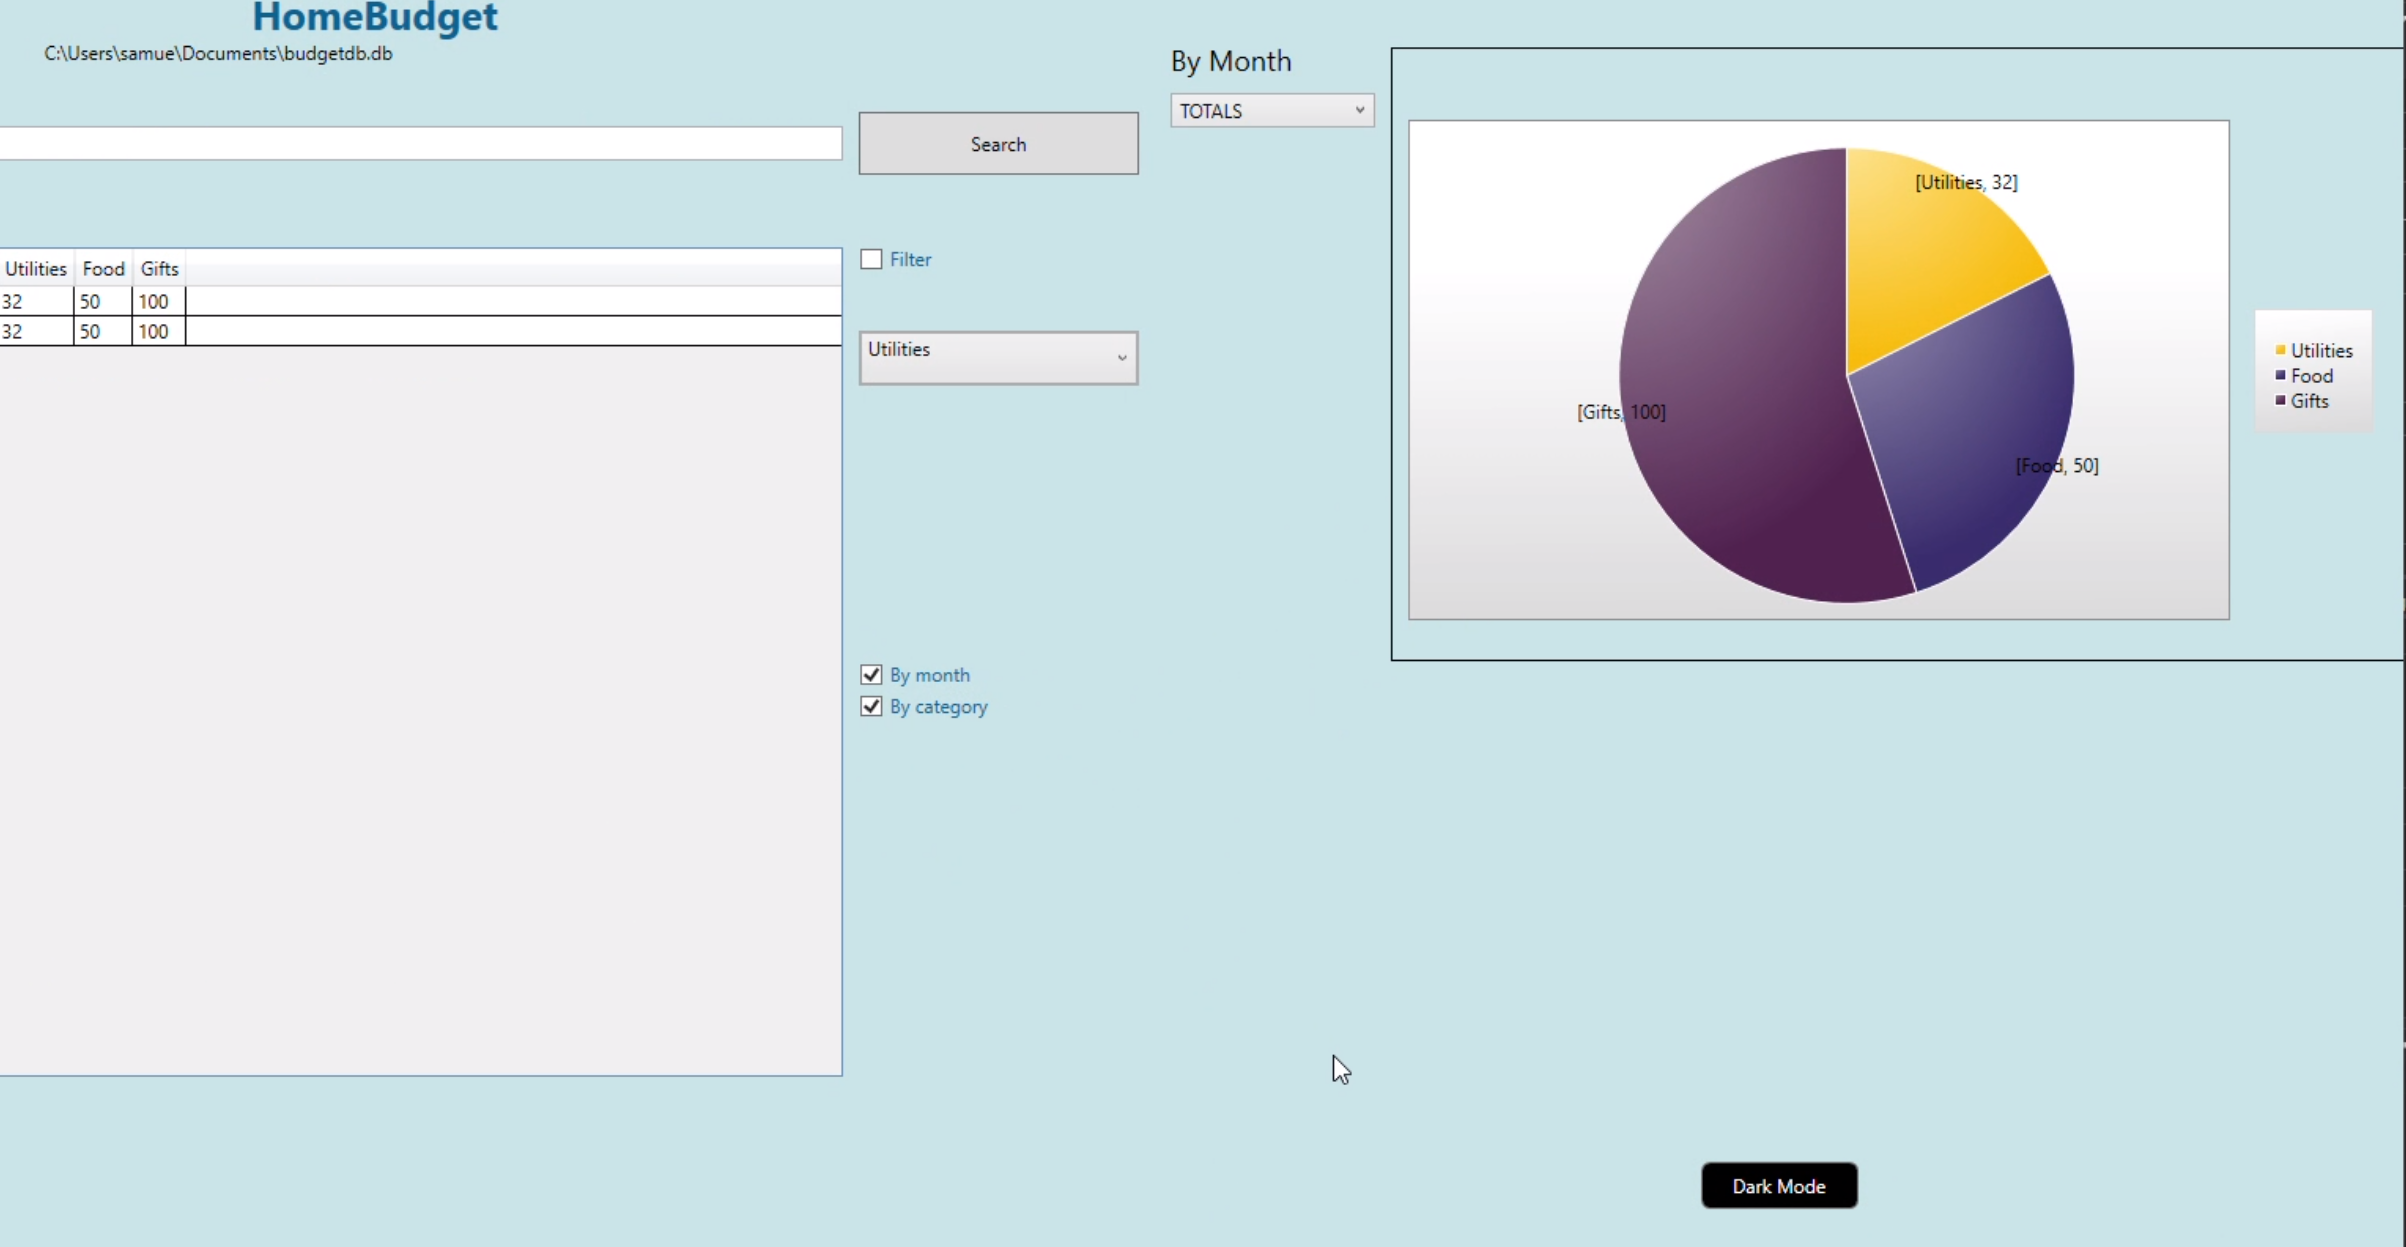 HomeBudget
C:\Users\samue\Documents\budgetdb.db
By Month
TOTALS
Search
Filter
Utilities Food Gifts
32 50 100
32 50 100
Utilities
By month
By category
[Utilities, 32]
[Gifts, 100]
[Food, 50]
Utilities
Food
Gifts
Dark Mode